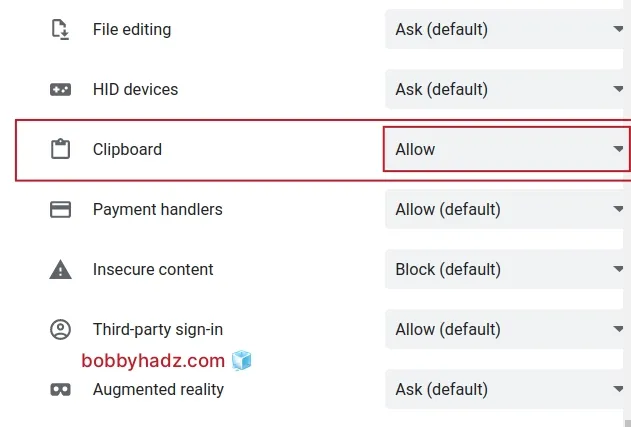 File editing Ask (default)
HID devices Ask (default)
Clipboard Allow
Payment handlers Allow (default)
Insecure content Block (default)
Third-party sign-in Allow (default)
bobbyhadz.com
Augmented reality Ask (default)